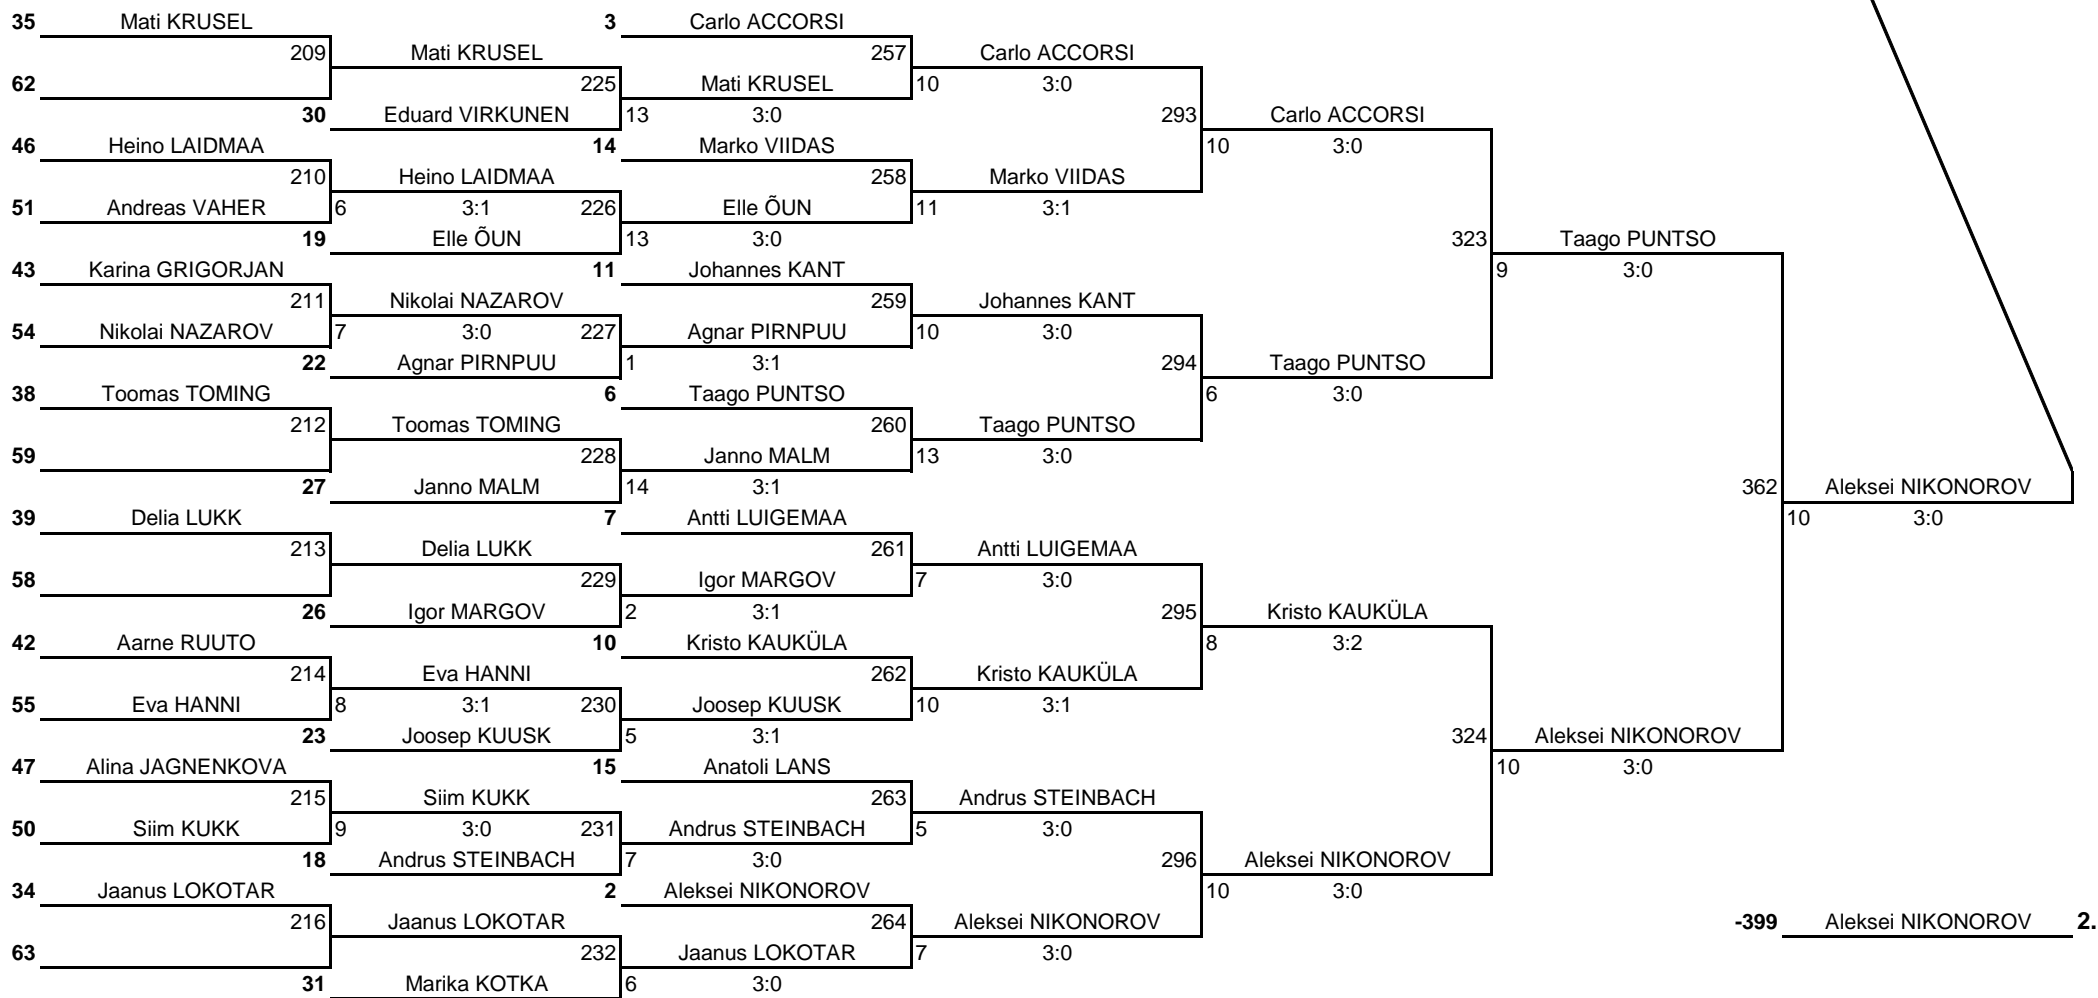 35 Mati KRUSEL 3 Carlo ACCORSI
209 Mati KRUSEL 257 Carlo ACCORSI
62 225 Mati KRUSEL 10 3:0
30 Eduard VIRKUNEN 13 3:0 293 Carlo ACCORSI
46 Heino LAIDMAA 14 Marko VIIDAS 10 3:0
210 Heino LAIDMAA 258 Marko VIIDAS
51 Andreas VAHER 6 3:1 226 Elle ÕUN 11 3:1
19 Elle ÕUN 13 3:0 323 Taago PUNTSO
43 Karina GRIGORJAN 11 Johannes KANT 9 3:0
211 Nikolai NAZAROV 259 Johannes KANT
54 Nikolai NAZAROV 7 3:0 227 Agnar PIRNPUU 10 3:0
22 Agnar PIRNPUU 1 3:1 294 Taago PUNTSO
38 Toomas TOMING 6 Taago PUNTSO 6 3:0
212 Toomas TOMING 260 Taago PUNTSO
59 228 Janno MALM 13 3:0
27 Janno MALM 14 3:1 362 Aleksei NIKONOROV
39 Delia LUKK 7 Antti LUIGEMAA 10 3:0
213 Delia LUKK 261 Antti LUIGEMAA
58 229 Igor MARGOV 7 3:0
26 Igor MARGOV 2 3:1 295 Kristo KAUKÜLA
42 Aarne RUUTO 10 Kristo KAUKÜLA 8 3:2
214 Eva HANNI 262 Kristo KAUKÜLA
55 Eva HANNI 8 3:1 230 Joosep KUUSK 10 3:1
23 Joosep KUUSK 5 3:1 324 Aleksei NIKONOROV
47 Alina JAGNENKOVA 15 Anatoli LANS 10 3:0
215 Siim KUKK 263 Andrus STEINBACH
50 Siim KUKK 9 3:0 231 Andrus STEINBACH 5 3:0
18 Andrus STEINBACH 7 3:0 296 Aleksei NIKONOROV
34 Jaanus LOKOTAR 2 Aleksei NIKONOROV 10 3:0
216 Jaanus LOKOTAR 264 Aleksei NIKONOROV -399 Aleksei NIKONOROV 2.
63 232 Jaanus LOKOTAR 7 3:0
31 Marika KOTKA 6 3:0